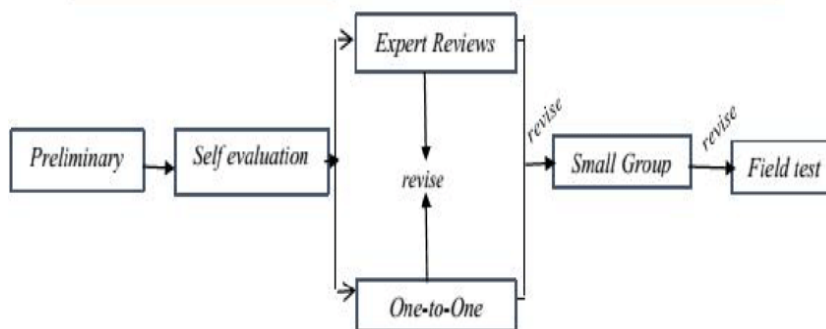 Expert Reviews
Preliminary
Self evaluation
revise
revise
Small Group
revise
Field test
One-to-One